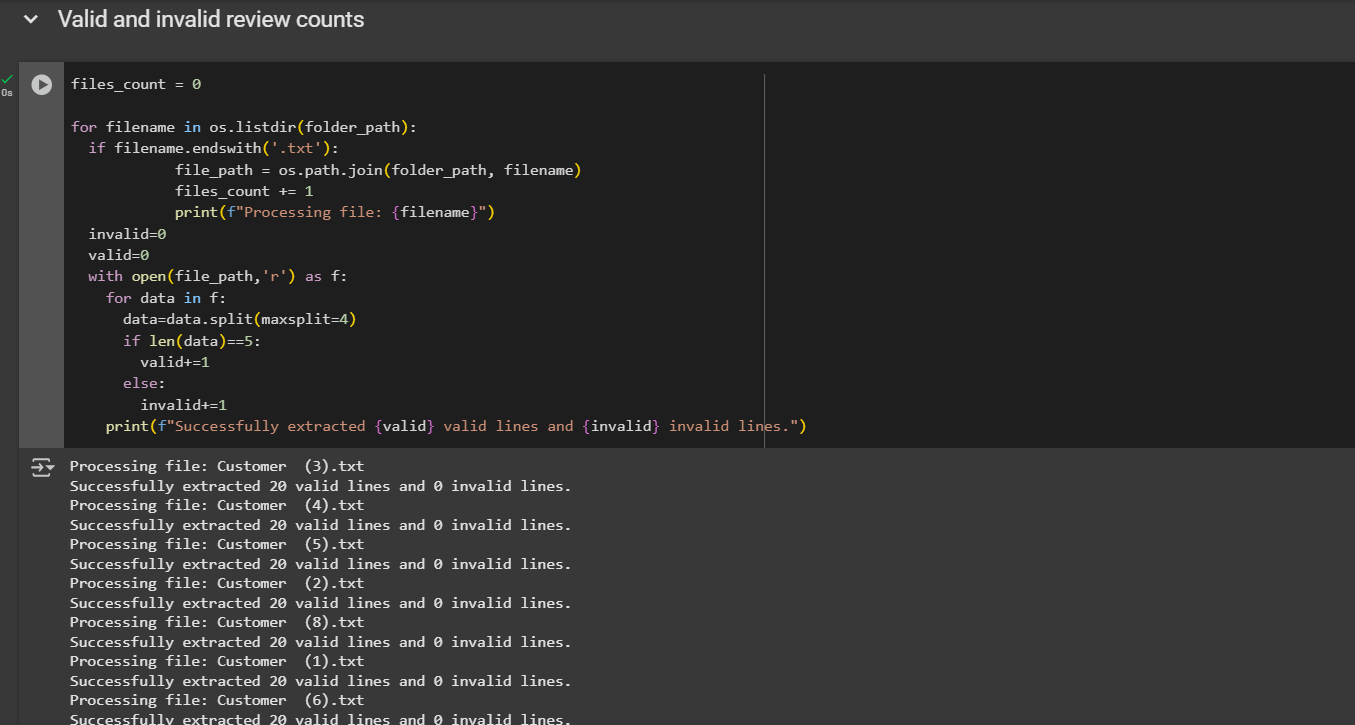 Valid and invalid review counts
0s
files_count = 0
for filename in os.listdir(folder_path):
  if filename.endswith('.txt'):
            file_path = os.path.join(folder_path, filename)
            files_count += 1
            print(f"Processing file: {filename}")
  invalid=0
  valid=0
  with open(file_path,'r') as f:
    for data in f:
      data=data.split(maxsplit=4)
      if len(data)==5:
        valid+=1
      else:
        invalid+=1
    print(f"Successfully extracted {valid} valid lines and {invalid} invalid lines.")
Processing file: Customer  (3).txt
Successfully extracted 20 valid lines and 0 invalid lines.
Processing file: Customer  (4).txt
Successfully extracted 20 valid lines and 0 invalid lines.
Processing file: Customer  (5).txt
Successfully extracted 20 valid lines and 0 invalid lines.
Processing file: Customer  (2).txt
Successfully extracted 20 valid lines and 0 invalid lines.
Processing file: Customer  (8).txt
Successfully extracted 20 valid lines and 0 invalid lines.
Processing file: Customer  (1).txt
Successfully extracted 20 valid lines and 0 invalid lines.
Processing file: Customer  (6).txt
Successfully extracted 20 valid lines and 0 invalid lines.